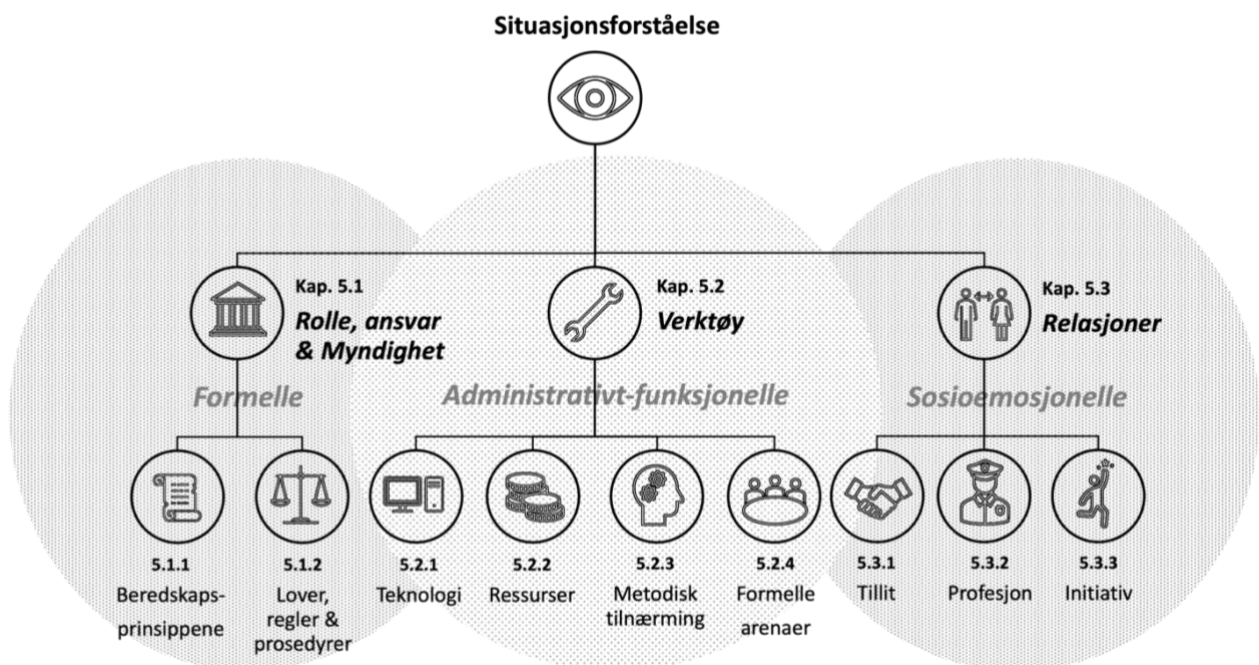 Situasjonsforståelse
Kap. 5.1
Rolle, ansvar
& Myndighet
Kap. 5.2
Verktøy
Kap. 5.3
Relasjoner
Formelle
Administrativt-funksjonelle
Sosioemosjonelle
5.1.1
Beredskaps-
prinsippene
5.1.2
Lover,
regler &
prosedyrer
5.2.1
Teknologi
5.2.2
Ressurser
5.2.3
Metodisk
tilnærming
5.2.4
Formelle
arenaer
5.3.1
Tillit
5.3.2
Profesjon
5.3.3
Initiativ